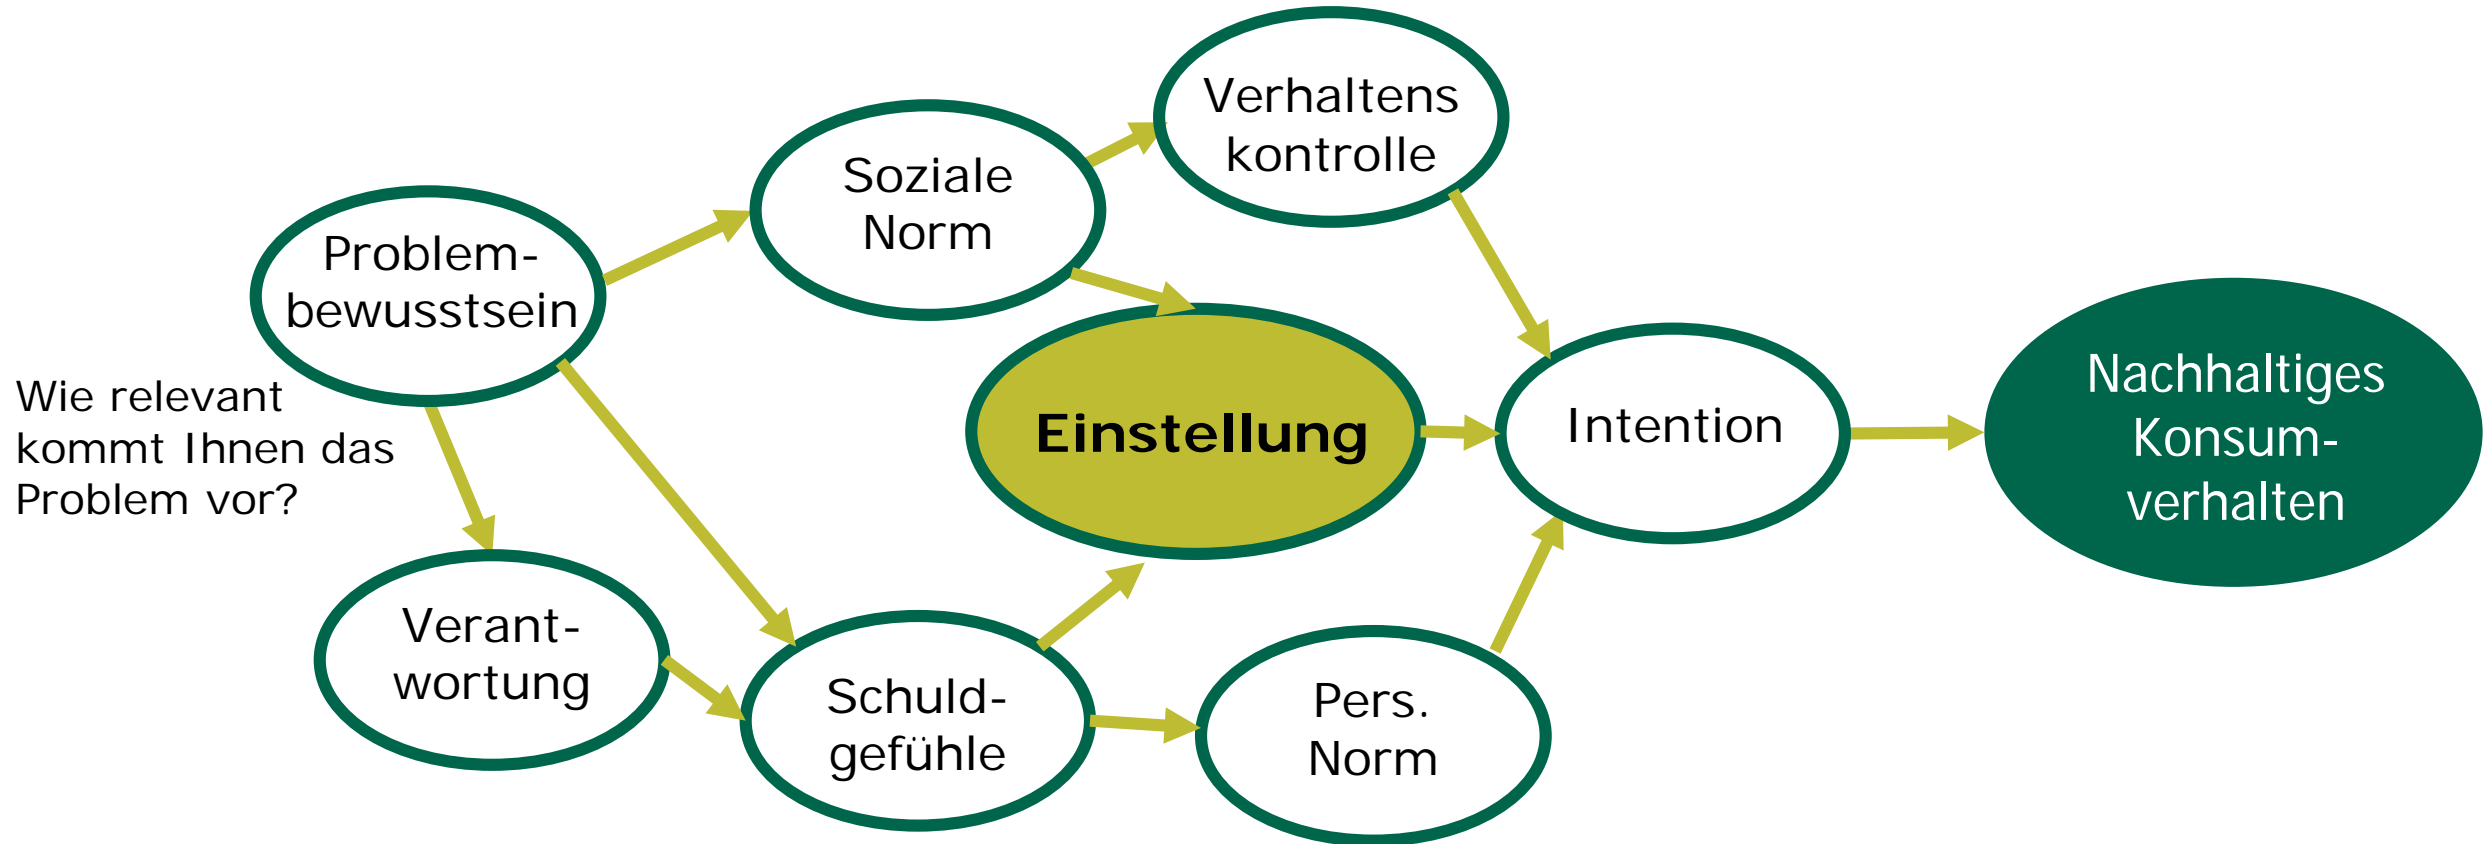 Verhaltens
kontrolle
Soziale
Norm
Problem-
bewusstsein
Wie relevant
kommt Ihnen das
Problem vor?
Einstellung
Intention
Nachhaltiges
Konsum-
verhalten
Verant-
wortung
Schuld-
gefühle
Pers.
Norm